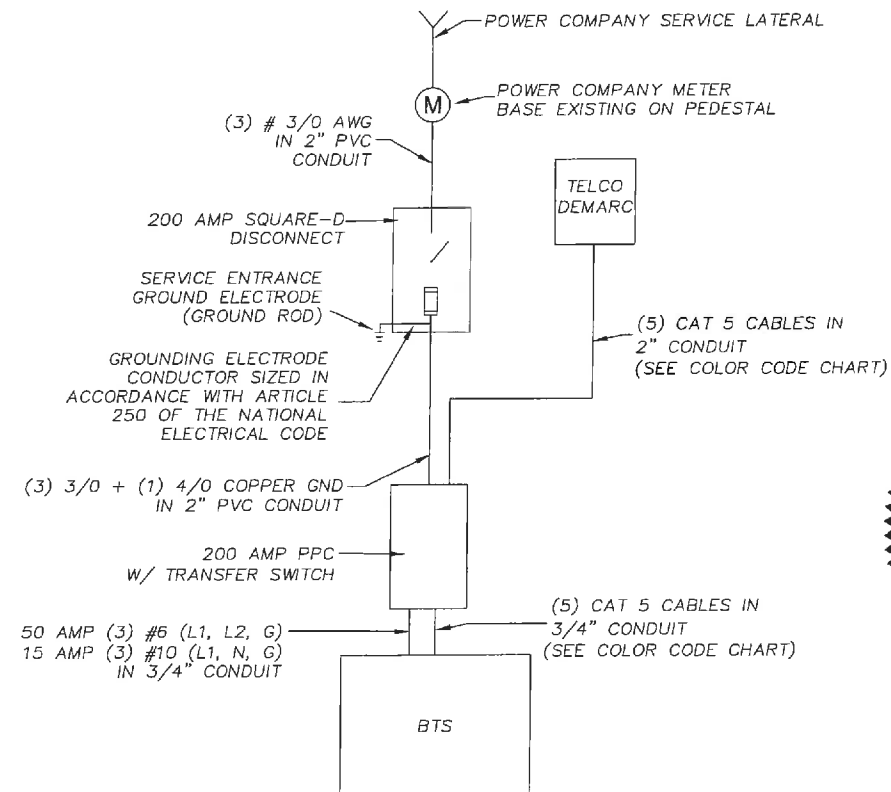 POWER COMPANY SERVICE LATERAL
POWER COMPANY METER
BASE EXISTING ON PEDESTAL
M
(3) # 3/0 AWG
IN 2" PVC
CONDUIT
TELCO
DEMARC
200 AMP SQUARE-D
DISCONNECT
SERVICE ENTRANCE
GROUND ELECTRODE
(GROUND ROD)
(5) CAT 5 CABLES IN
2" CONDUIT
(SEE COLOR CODE CHART)
GROUNDING ELECTRODE
CONDUCTOR SIZED IN
ACCORDANCE WITH ARTICLE
250 OF THE NATIONAL
ELECTRICAL CODE
(3) 3/0 + (1) 4/0 COPPER GND
IN 2" PVC CONDUIT
200 AMP PPC
W/ TRANSFER SWITCH
50 AMP (3) #6 (L1, L2, G)
15 AMP (3) #10 (L1, N, G)
IN 3/4" CONDUIT
(5) CAT 5 CABLES IN
3/4" CONDUIT
(SEE COLOR CODE CHART)
BTS